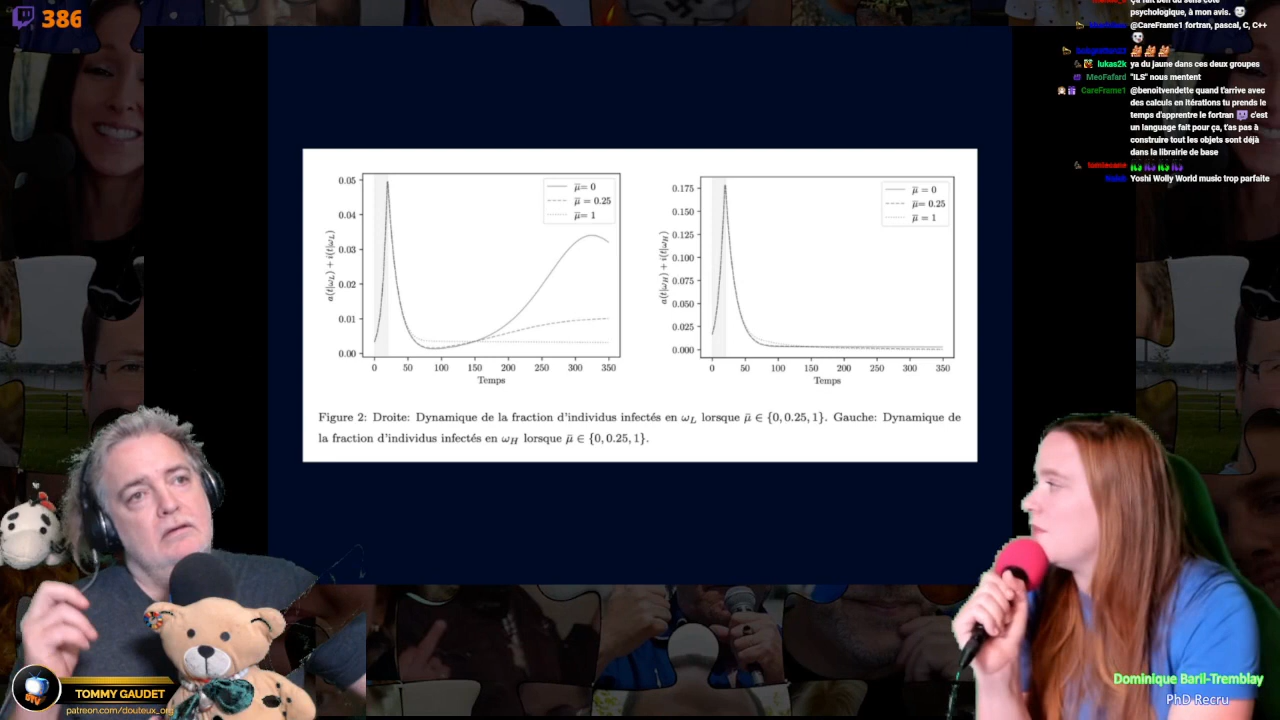 386
psychologique, à mon avis.
@CareFrame1 fortran, pascal, C, C++
lukas2k ya du jaune dans ces deux groupes
MeoFafard "ILS" nous mentent
CareFrame1 @benoitvendette quand t'arrive avec
des calculs en itérations tu prends le
temps d'apprendre le fortran c'est
un language fait pour ça, t'as pas à
construire tout les objets sont déjà
dans la librairie de base
Yoshi Wolly World music trop parfaite
0.05
0.04
0.03
0.02
0.01
0.00
a(t|ω_L) + i(t|ω_L)
μ̄= 0
μ̄ = 0.25
μ̄= 1
0 50 100 150 200 250 300 350
Temps
0.175
0.150
0.125
0.100
0.075
0.050
0.025
0.000
a(t|ω_H) + i(t|ω_H)
μ̄ = 0
μ̄= 0.25
μ̄ = 1
0 50 100 150 200 250 300 350
Temps
Figure 2: Droite: Dynamique de la fraction d'individus infectés en ω_L lorsque μ̄ ∈ {0, 0.25, 1}. Gauche: Dynamique de
la fraction d'individus infectés en ω_H lorsque μ̄ ∈ {0, 0.25, 1}.
TOMMY GAUDET
patreon.com/douteux_org
Dominique Baril-Tremblay
PhD Recru